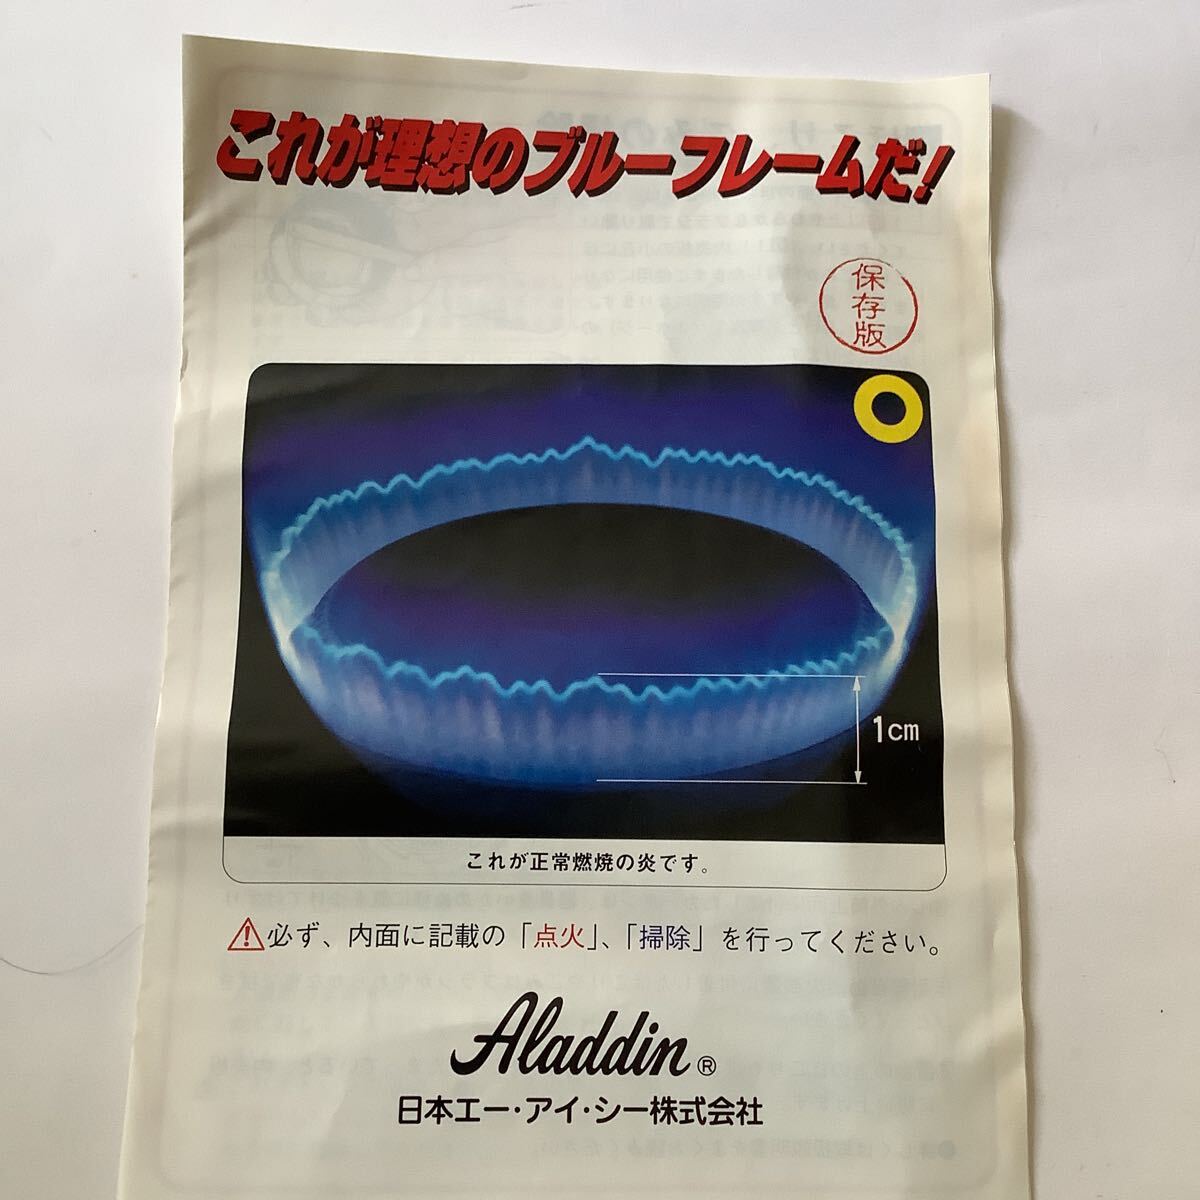 これが理想のブルーフレームだ!
保存版
1cm
これが正常燃焼の炎です。
必ず、内面に記載の「点火」、「掃除」を行ってください。
Aladdin®
日本エー・アイ・シー株式会社